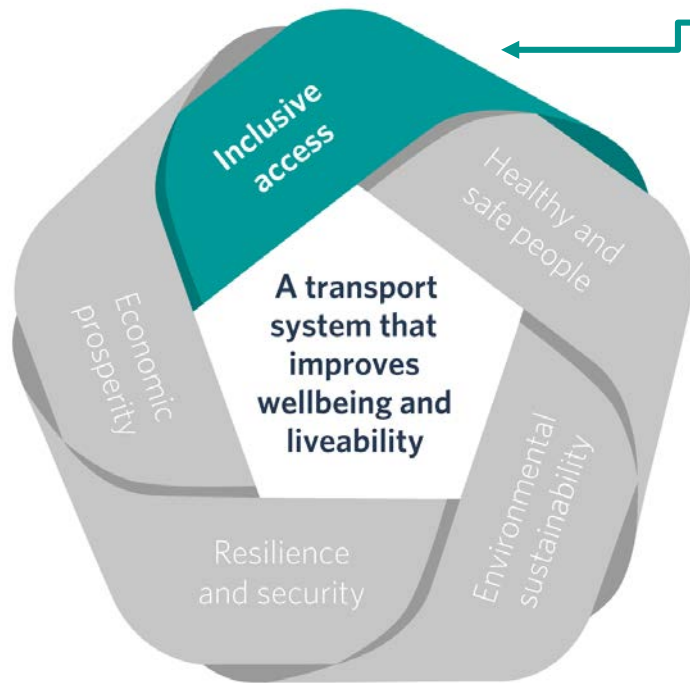 Inclusive
access
Healthy and
safe people
A transport
system that
improves
wellbeing and
liveability
Economic
prosperity
Environmental
sustainability
Resilience
and security